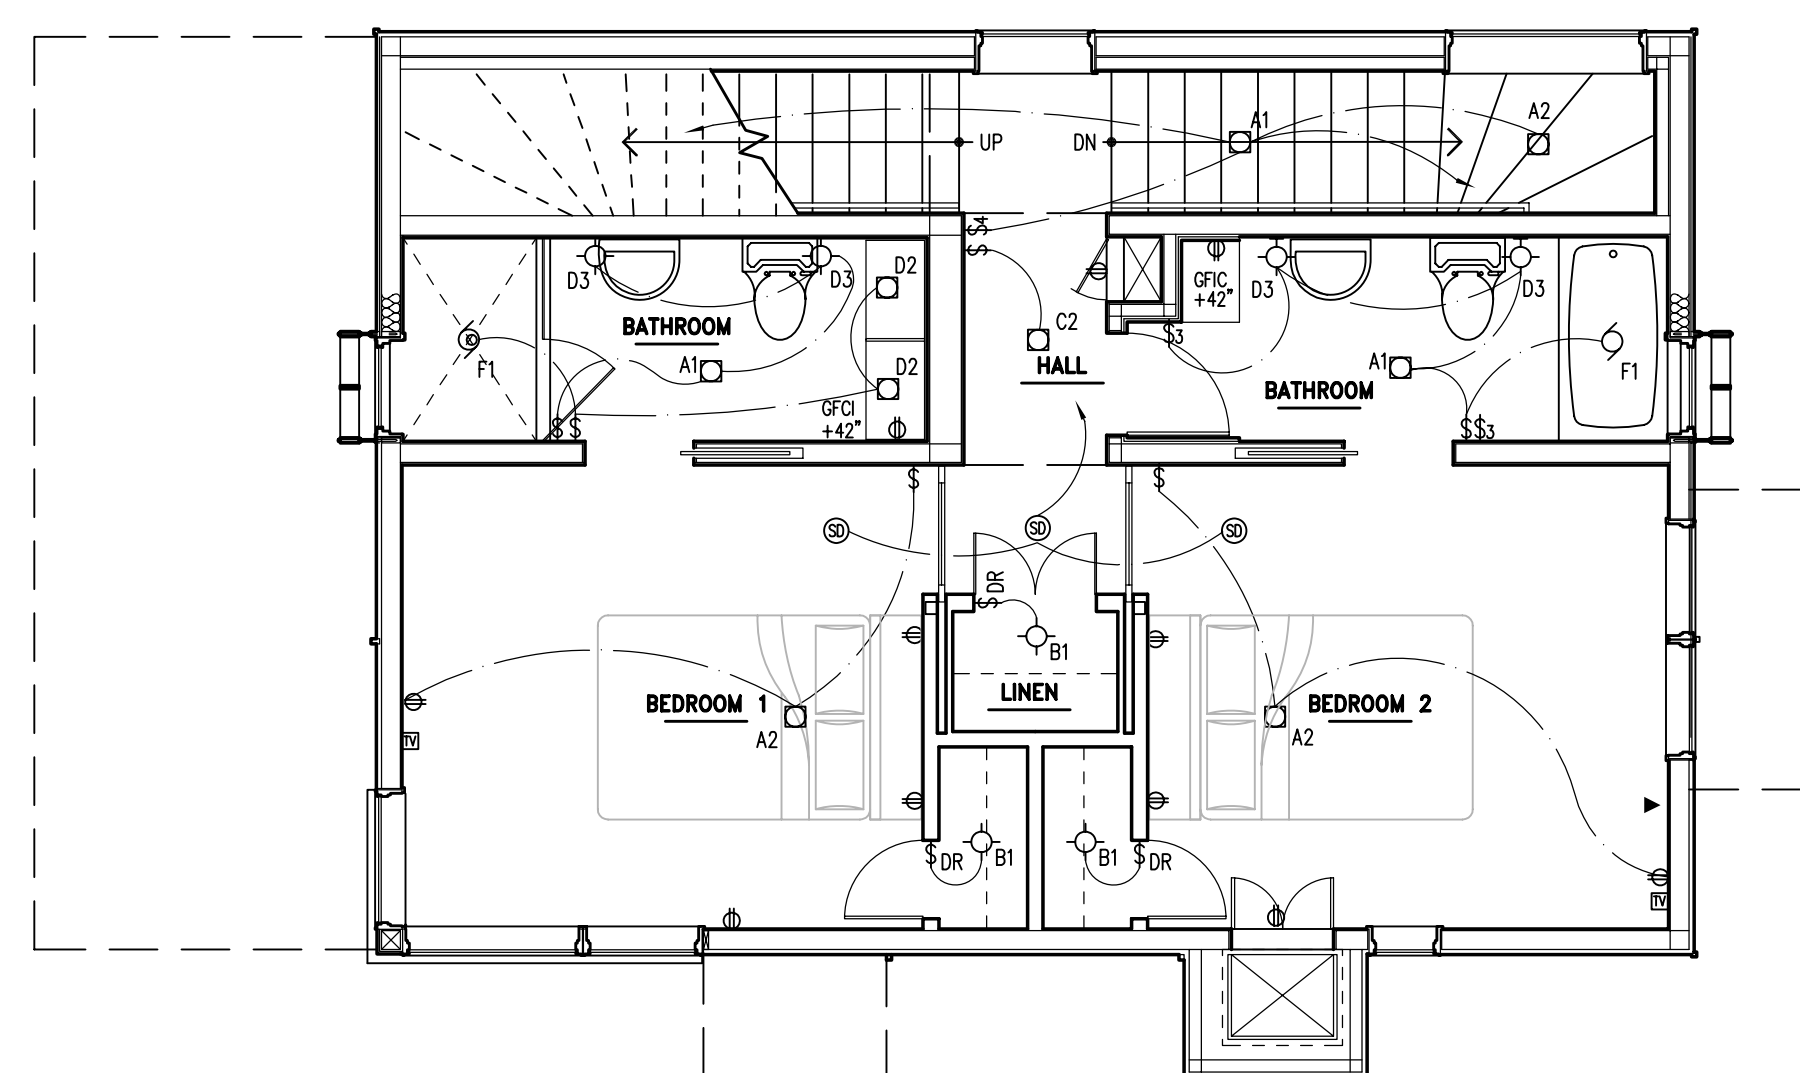 A1
A2
UP
DN
$ $4
D3
D3
D2
GFIC
+42"
D3
D3
C2
BATHROOM
$3
F1
A1
D2
HALL
A1
F1
BATHROOM
GFCI
+42"
$ $
$ $3
$
$
SD
SD
SD
$ DR
B1
LINEN
BEDROOM 1
BEDROOM 2
A2
A2
TV
$ DR
B1
B1
$ DR
TV